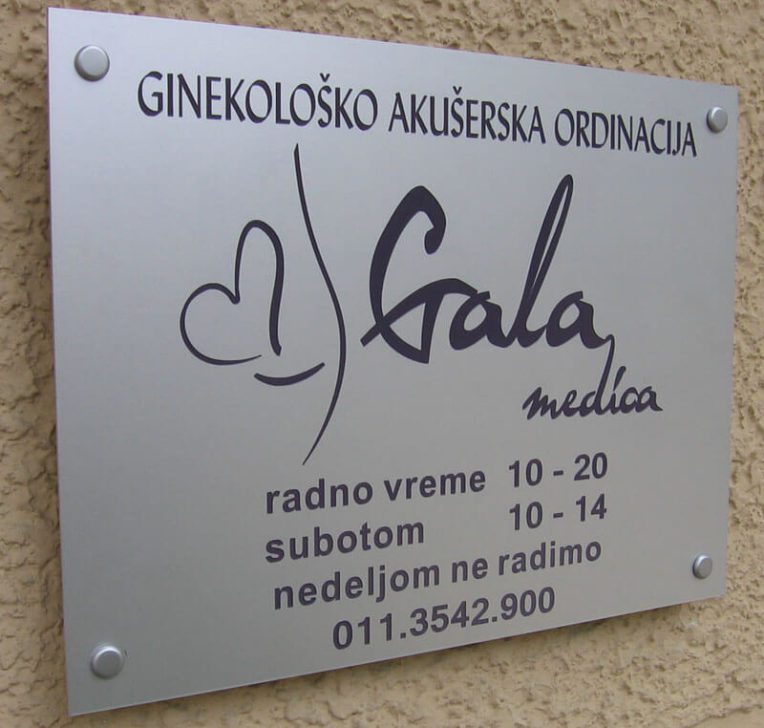 GINEKOLOŠKO AKUŠERSKA ORDINACIJA
Gala
medica
radno vreme 10 - 20
subotom 10 - 14
nedeljom ne radimo
011.3542.900